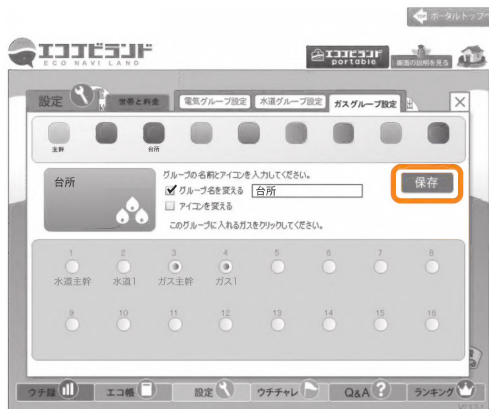 ポータルトップへ
エココナビランド
ECO NAVI LAND
portable
画面の説明を見る
設定
世帯と料金
電気グループ設定
水道グループ設定
ガスグループ設定
主幹
台所
グループの名前とアイコンを入力してください。
台所
グループ名を変える 台所
保存
アイコンを変える
このグループに入れるガスをクリックしてください。
1 2 3 4 5 6 7 8
水道主幹 水道1 ガス主幹 ガス1
9 10 11 12 13 14 15 16
ウチ録 エコ帳 設定 ウチチャレ Q&A ランキング